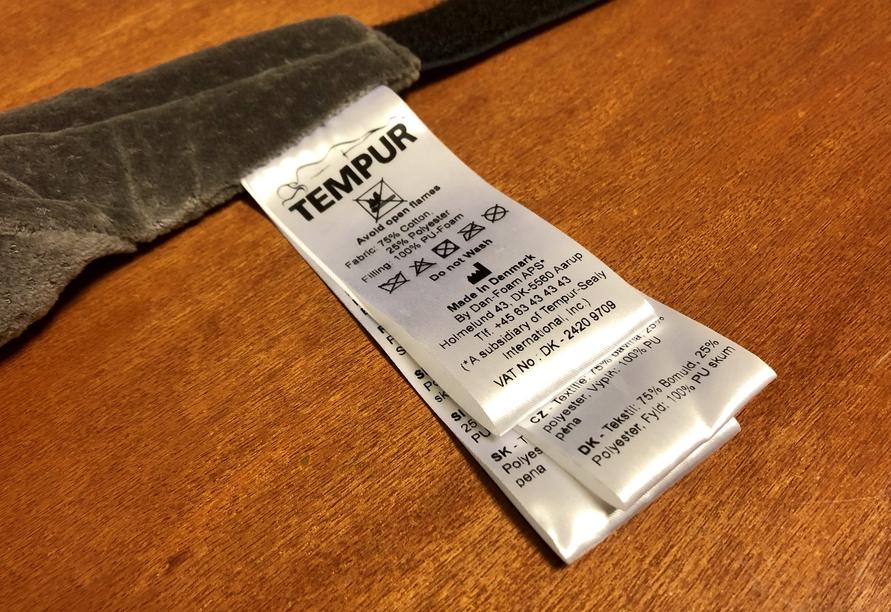 TEMPUR
Avoid open flames
Fabric: 75% Cotton,
25% Polyester
Filling: 100% PU-Foam
Do not Wash
Made in Denmark
By Dan-Foam APS*
Holmelund 43, DK-5560 Aarup
Tlf. +45 63 43 43 43
(*A subsidiary of Tempur-Sealy
International, Inc.)
VAT No.: DK - 2420 9709
CZ - Textilie: 75% bavlna, 25%
polyester. Výplň: 100% PU
pěna
DK - Tekstil: 75% Bomuld, 25%
Polyester. Fyld: 100% PU skum
SI
25
PU
SK - T
Polyes
pena